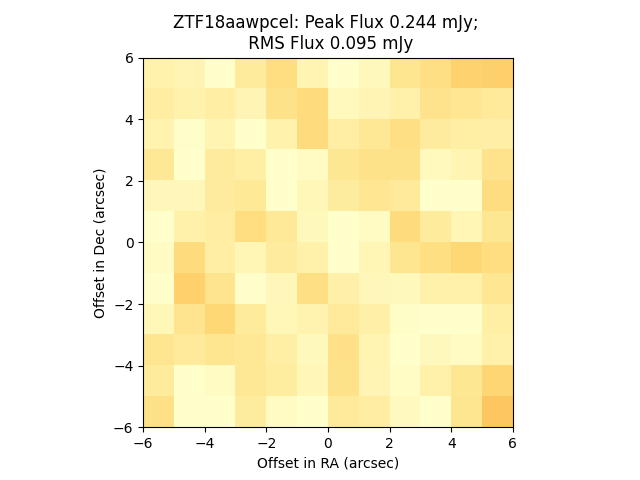 ZTF18aawpcel: Peak Flux 0.244 mJy;
RMS Flux 0.095 mJy
6
4
2
0
−2
−4
−6
Offset in Dec (arcsec)
−6 −4 −2 0 2 4 6
Offset in RA (arcsec)